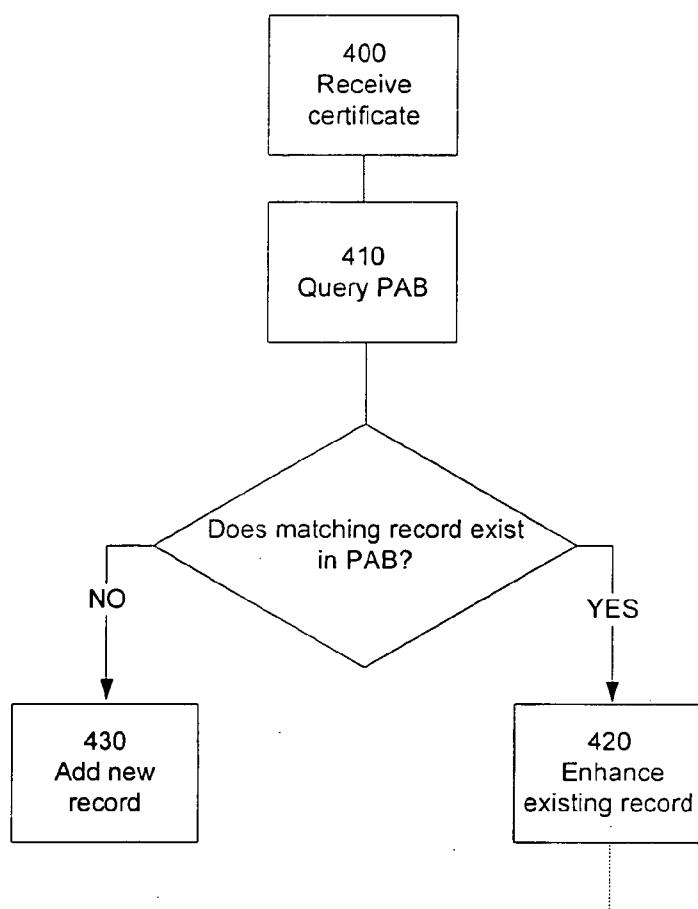 400
Receive
certificate
410
Query PAB
Does matching record exist
in PAB?
NO
YES
430
Add new
record
420
Enhance
existing record